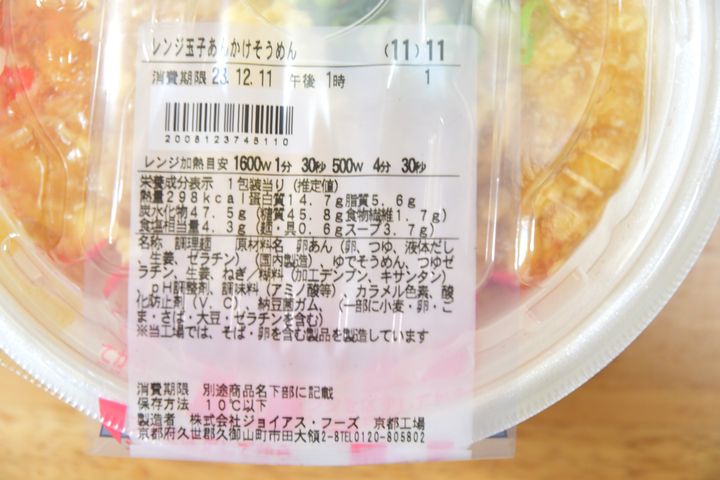 レンジ玉子あんかけそうめん (11) 11
消費期限 23.12.11 午後 1時 1
2008123745110
レンジ加熱目安 1600W 1分 30秒 500W 4分 30秒
栄養成分表示 1包装当り (推定値)
熱量298kcal 蛋白質14.7g 脂質5.6g
炭水化物47.5g (糖質45.8g 食物繊維1.7g)
食塩相当量4.3g (麺・具0.6g スープ3.7g)
名称 調理麺 原材料名 卵あん (卵、つゆ、液体だし
、生姜、ゼラチン) (国内製造)、ゆでそうめん、つゆゼ
ラチン、生姜、ねぎ/糊料 (加工デンプン、キサンタン)
、pH調整剤、調味料 (アミノ酸等)、カラメル色素、酸
化防止剤 (V.C)、納豆菌ガム、(一部に小麦・卵・ご
ま・さば・大豆・ゼラチンを含む)
※当工場では、そば・卵を含む製品を製造しています
消費期限 別途商品名下部に記載
保存方法 10℃以下
製造者 株式会社ジョイアス・フーズ 京都工場
京都府久世郡久御山町市田大領2-8 TEL0120-805802